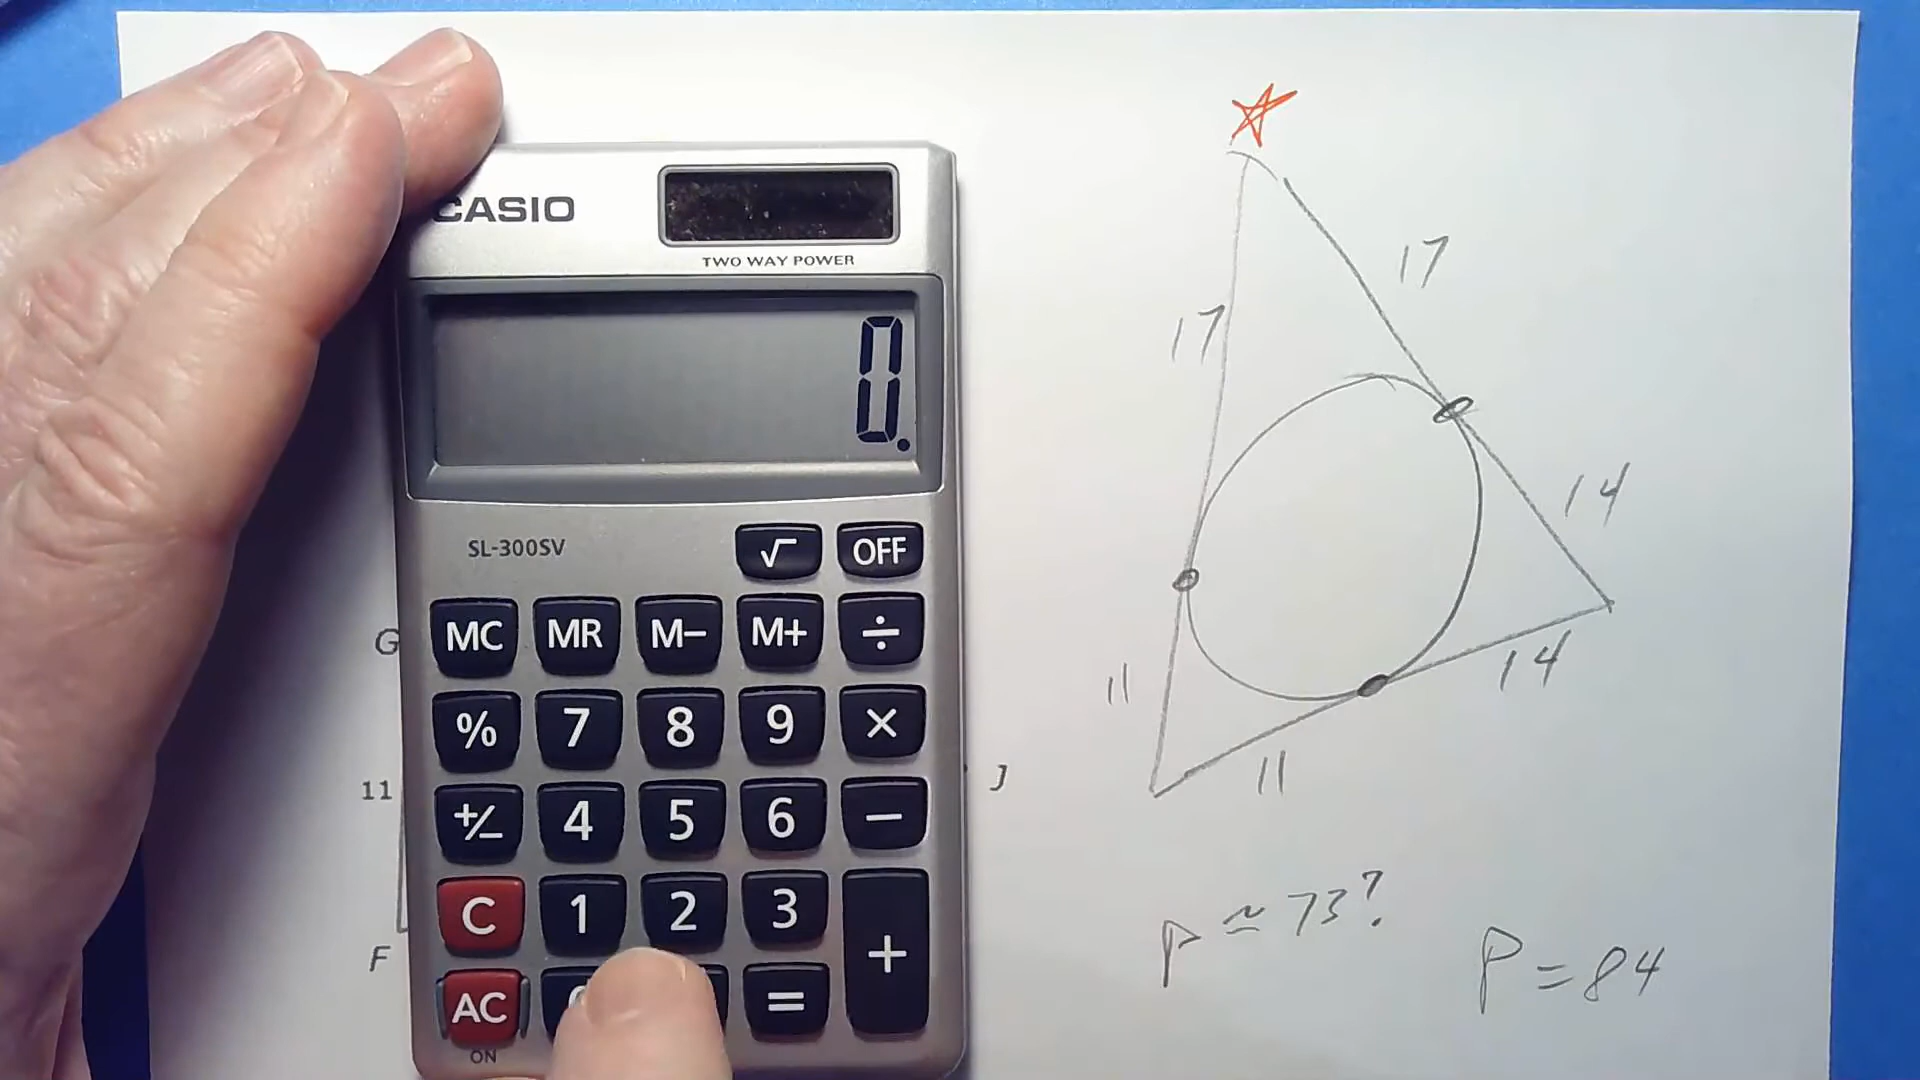 CASIO
TWO WAY POWER
0.
SL-300SV
√ OFF
MC MR M− M+ ÷
% 7 8 9 ×
+/− 4 5 6 −
C 1 2 3 +
AC =
ON
G
11
F
J
17
17
14
14
11
11
P ≃ 73?
P = 84